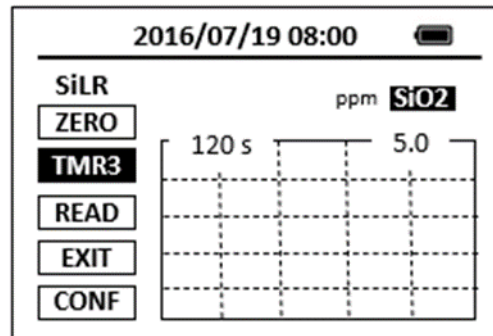 2016/07/19 08:00
SiLR
ppm SiO2
ZERO
120 s 5.0
TMR3
READ
EXIT
CONF